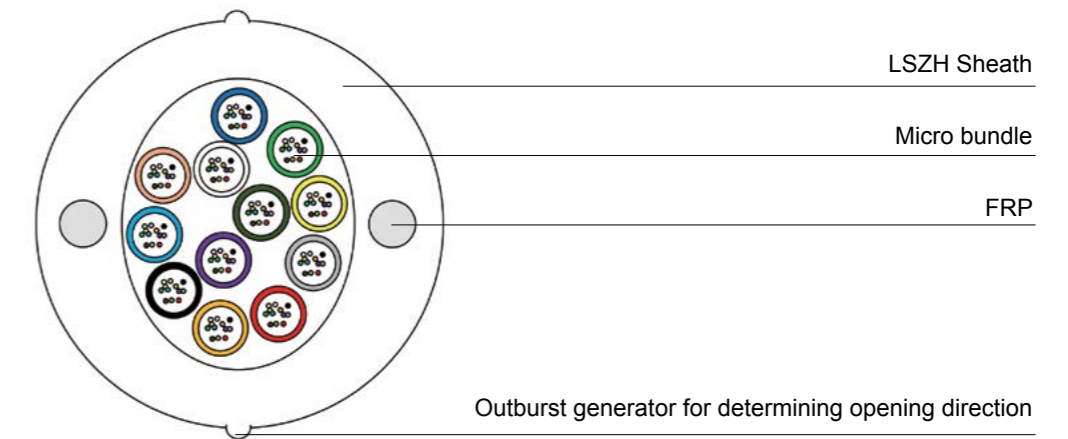 LSZH Sheath
Micro bundle
FRP
Outburst generator for determining opening direction